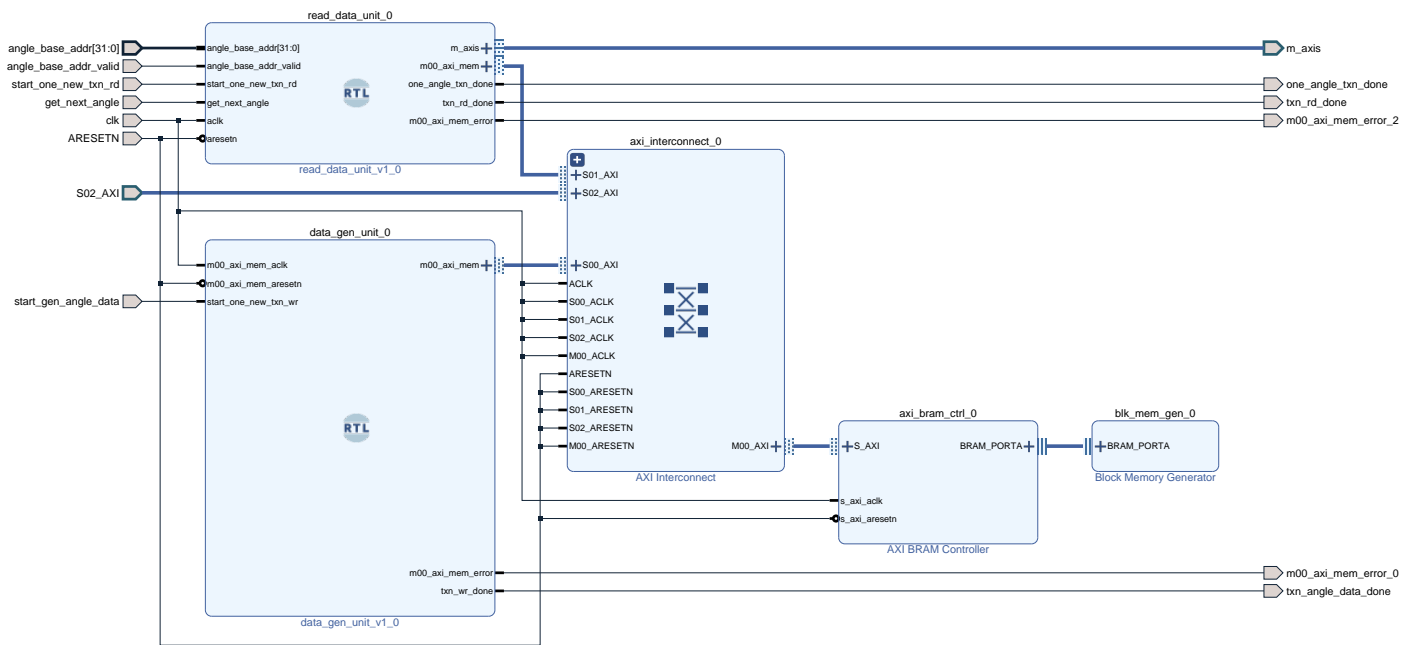 read_data_unit_0
angle_base_addr[31:0]
angle_base_addr_valid
start_one_new_txn_rd
get_next_angle
clk
ARESETN
angle_base_addr[31:0]
angle_base_addr_valid
start_one_new_txn_rd
get_next_angle
aclk
aresetn
RTL
m_axis
m00_axi_mem
one_angle_txn_done
txn_rd_done
m00_axi_mem_error
read_data_unit_v1_0
m_axis
one_angle_txn_done
txn_rd_done
m00_axi_mem_error_2
S02_AXI
data_gen_unit_0
start_gen_angle_data
m00_axi_mem_aclk
m00_axi_mem_aresetn
start_one_new_txn_wr
m00_axi_mem
RTL
m00_axi_mem_error
txn_wr_done
data_gen_unit_v1_0
axi_interconnect_0
S01_AXI
S02_AXI
S00_AXI
ACLK
S00_ACLK
S01_ACLK
S02_ACLK
M00_ACLK
ARESETN
S00_ARESETN
S01_ARESETN
S02_ARESETN
M00_ARESETN
M00_AXI
AXI Interconnect
axi_bram_ctrl_0
S_AXI
BRAM_PORTA
s_axi_aclk
s_axi_aresetn
AXI BRAM Controller
blk_mem_gen_0
BRAM_PORTA
Block Memory Generator
m00_axi_mem_error_0
txn_angle_data_done